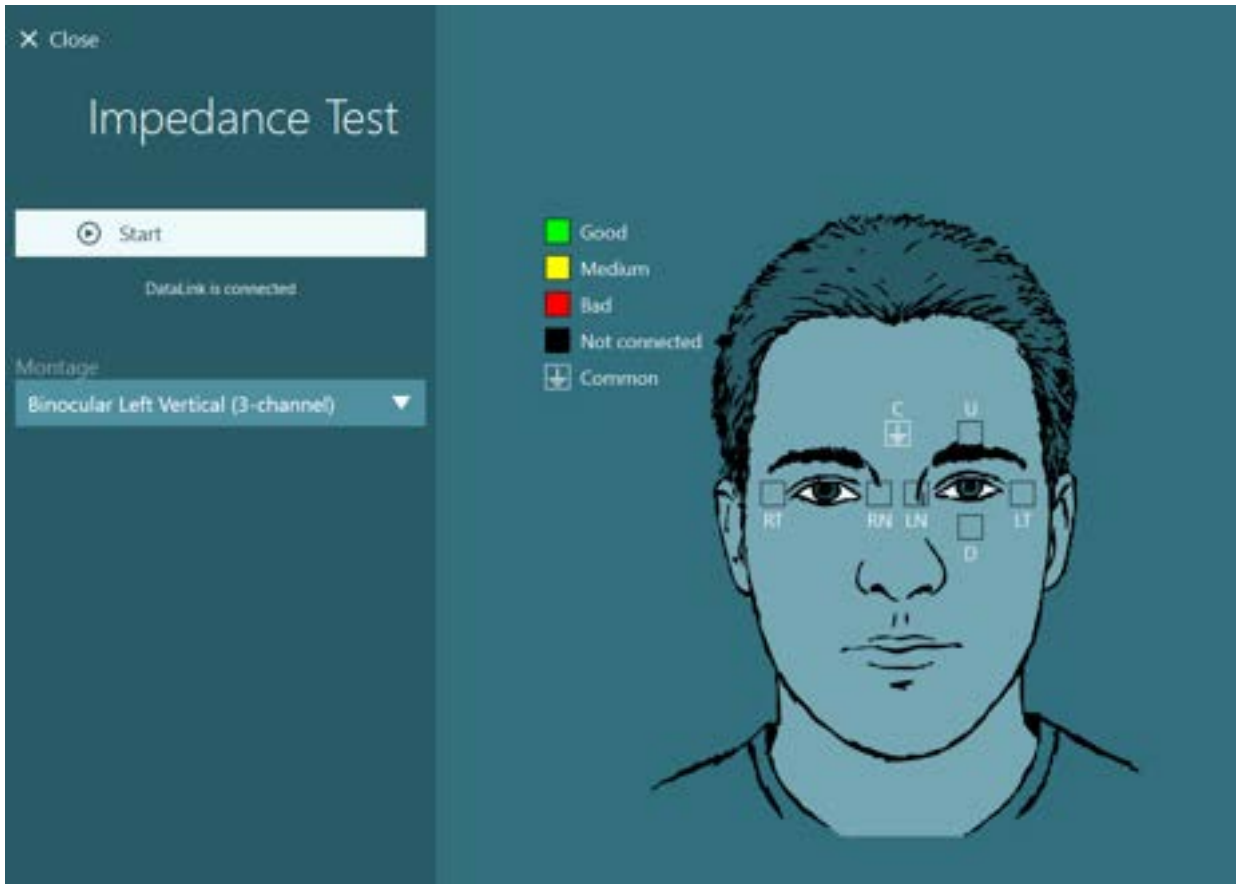 Close
Impedance Test
Start
DataLink is connected
Montage
Binocular Left Vertical (3-channel)
Good
Medium
Bad
Not connected
Common
C U
RT RN LN LT
D